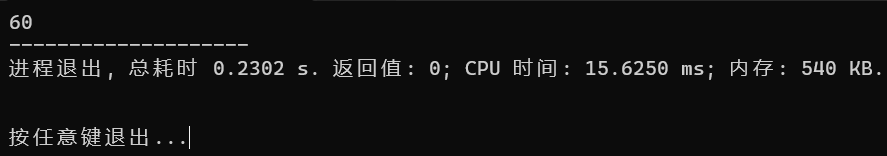 60
--------------------
进程退出, 总耗时 0.2302 s. 返回值: 0; CPU 时间: 15.6250 ms; 内存: 540 KB.
按任意键退出...